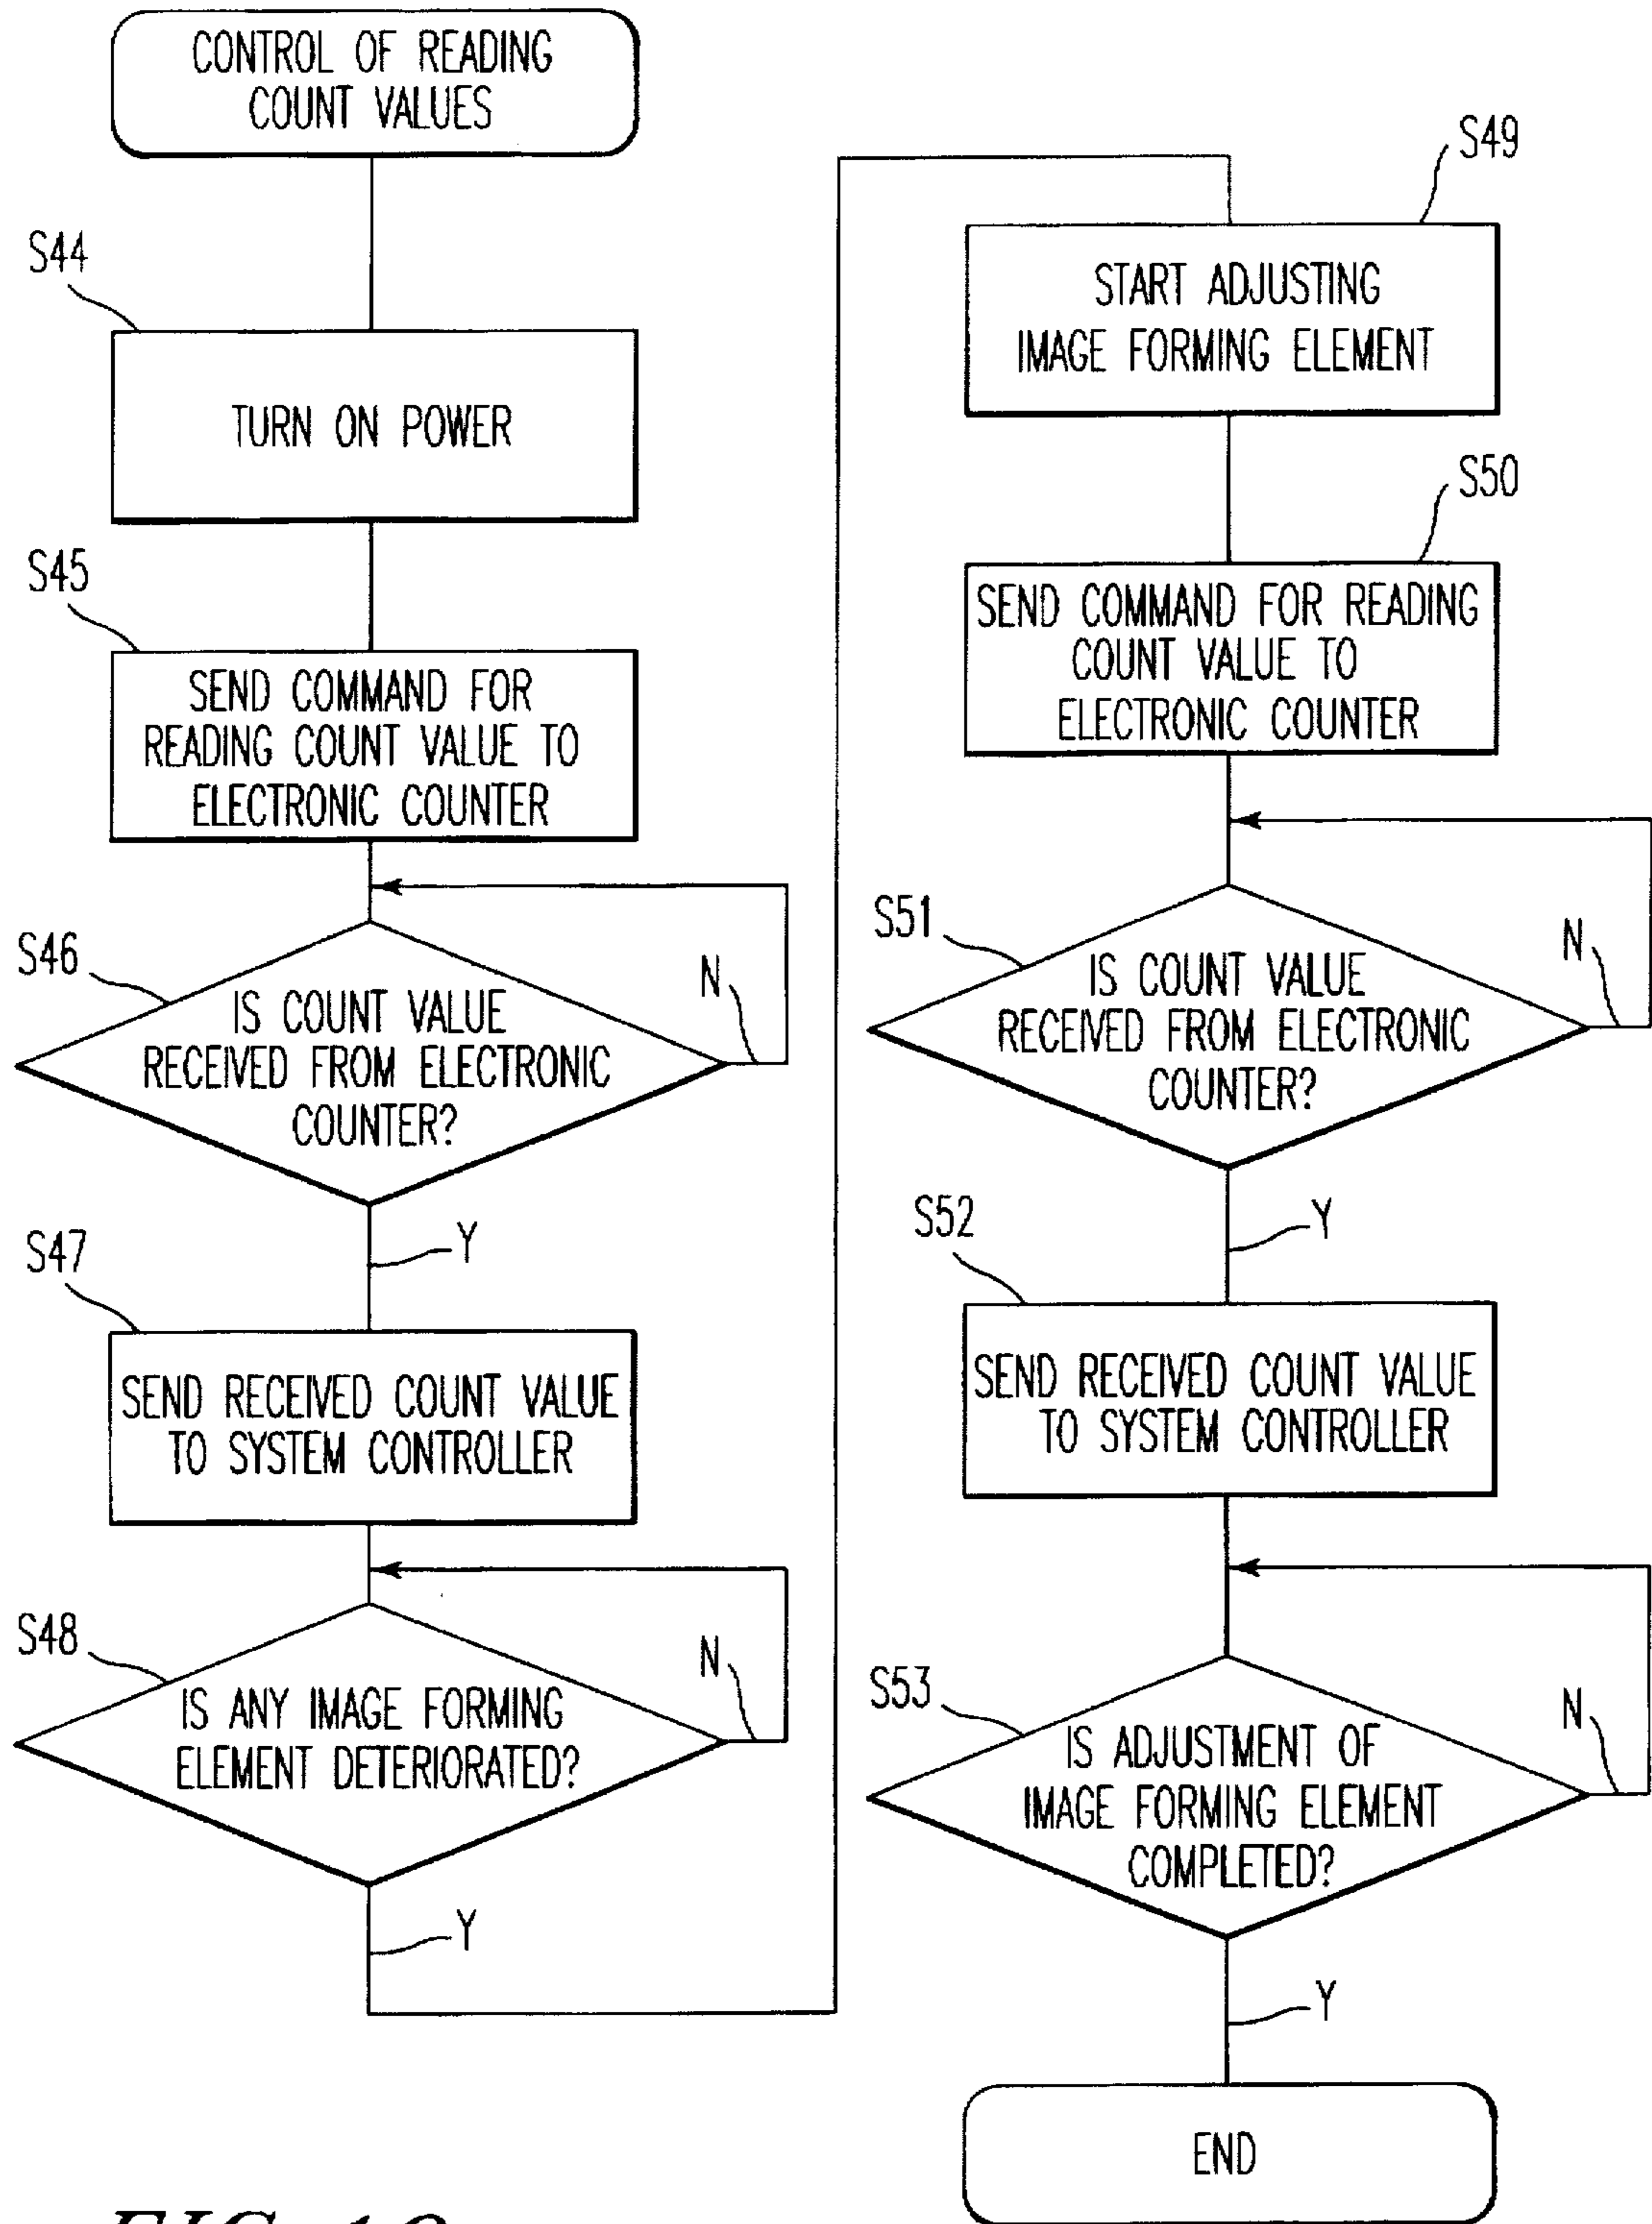 CONTROL OF READING
COUNT VALUES
S44
TURN ON POWER
S45
SEND COMMAND FOR
READING COUNT VALUE TO
ELECTRONIC COUNTER
S46
IS COUNT VALUE
RECEIVED FROM ELECTRONIC
COUNTER?
N
Y
S47
SEND RECEIVED COUNT VALUE
TO SYSTEM CONTROLLER
S48
IS ANY IMAGE FORMING
ELEMENT DETERIORATED?
N
Y
S49
START ADJUSTING
IMAGE FORMING ELEMENT
S50
SEND COMMAND FOR READING
COUNT VALUE TO
ELECTRONIC COUNTER
S51
IS COUNT VALUE
RECEIVED FROM ELECTRONIC
COUNTER?
N
Y
S52
SEND RECEIVED COUNT VALUE
TO SYSTEM CONTROLLER
S53
IS ADJUSTMENT OF
IMAGE FORMING ELEMENT
COMPLETED?
N
Y
END